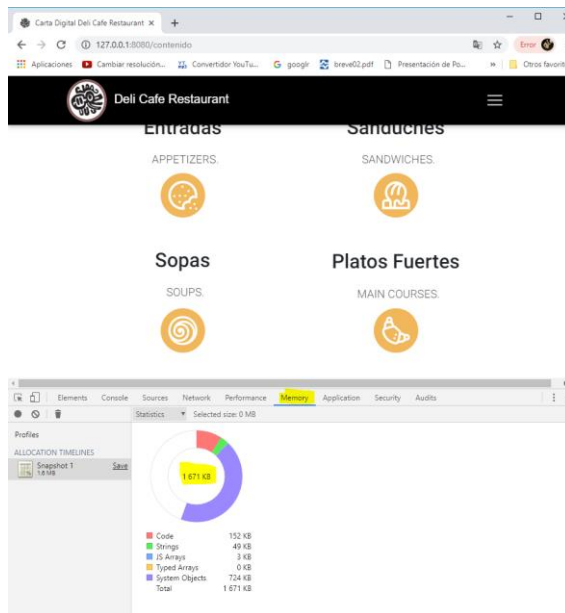 Carta Digital Deli Cafe Restaurant
127.0.0.1:8080/contenido
Error
Aplicaciones Cambiar resolución... Convertidor YouTu... googlr breve02.pdf Presentación de Po... » Otros favorit
Deli Cafe Restaurant
Entradas Sanduches
APPETIZERS. SANDWICHES.
Sopas Platos Fuertes
SOUPS. MAIN COURSES.
Elements Console Sources Network Performance Memory Application Security Audits
Statistics Selected size: 0 MB
Profiles
ALLOCATION TIMELINES
Snapshot 1 Save
1.6 MB
1 671 KB
Code 152 KB
Strings 49 KB
JS Arrays 3 KB
Typed Arrays 0 KB
System Objects 724 KB
Total 1 671 KB